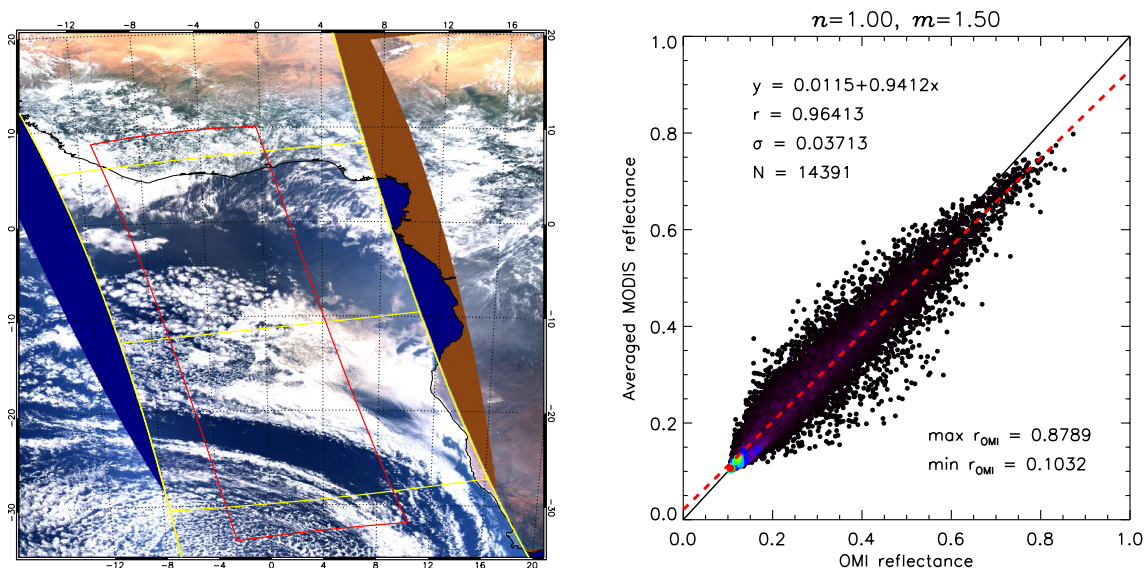 -12 -8 -4 0 4 8 12 16
20 20
10 10
0 0
-10 -10
-20 -20
-30 -30
-12 -8 -4 0 4 8 12 16 20
n=1.00, m=1.50
1.0
y = 0.0115+0.9412x
r = 0.96413
0.8
σ = 0.03713
N = 14391
0.6
Averaged MODIS reflectance
0.4
0.2
max rOMI = 0.8789
min rOMI = 0.1032
0.0
0.0 0.2 0.4 0.6 0.8 1.0
OMI reflectance